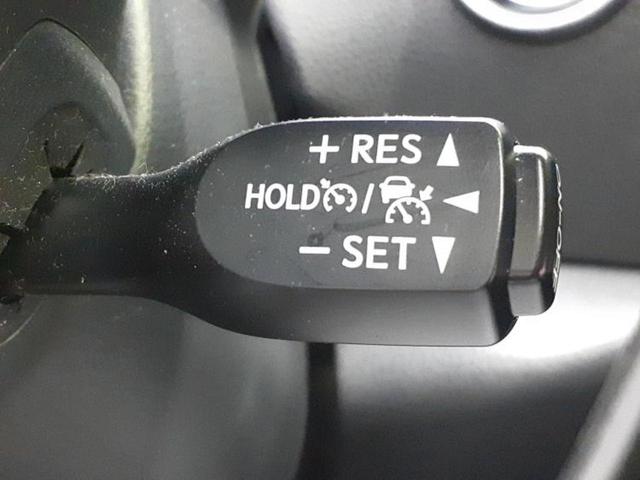 + RES
HOLD /
- SET